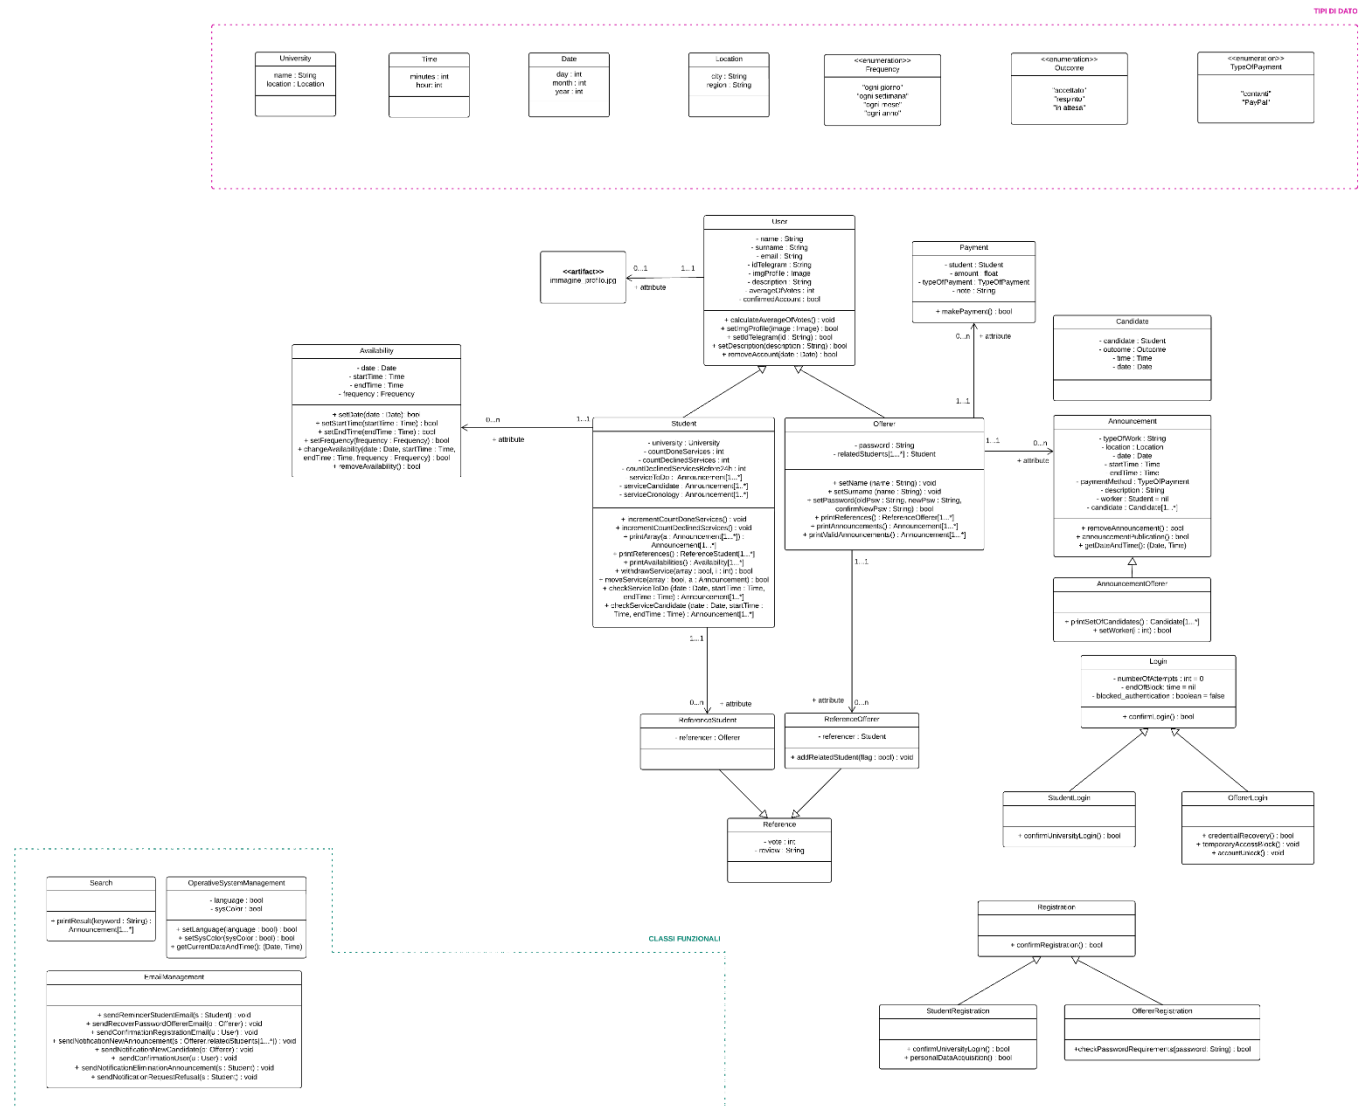 TIPI DI DATO
University
name : String
location : Location
Time
minutes : int
hour: int
Date
day : int
month : int
year : int
Location
city : String
region : String
<<enumeration>>
Frequency
"ogni giorno"
"ogni settimana"
"ogni mese"
"ogni anno"
<<enumeration>>
Outcome
"accettato"
"respinto"
"in attesa"
<<enumeration>>
TypeOfPayment
"contanti"
"PayPal"
User
- name : String
- surname : String
- email : String
- idTelegram : String
- imgProfile : Image
- description : String
- averageOfVotes : int
- confirmedAccount : bool
+ calculateAverageOfVotes() : void
+ setImgProfile(image : Image) : bool
+ setIdTelegram(id : String) : bool
+ setDescription(description : String) : bool
+ removeAccount(date : Date) : bool
<<artifact>>
immagine_profilo.jpg
0...1
1...1
+ attribute
Payment
- student : Student
- amount : float
- typeOfPayment : TypeOfPayment
- note : String
+ makePayment() : bool
0...n
+ attribute
1...1
Candidate
- candidate : Student
- outcome : Outcome
- time : Time
- date : Date
Availability
- date : Date
- startTime : Time
- endTime : Time
- frequency : Frequency
+ setDate(date : Date): bool
+ setStartTime(startTime : Time) : bool
+ setEndTime(endTime : Time) : bool
+ setFrequency(frequency : Frequency) : bool
+ changeAvailability(date : Date, startTime : Time,
endTime : Time, frequency : Frequency) : bool
+ removeAvailability() : bool
0...n
1...1
+ attribute
Student
- university : University
- countDoneServices : int
- countDeclinedServices : int
- countDeclinedServicesBefore24h : int
- serviceToDo : Announcement[1...*]
- serviceCandidate : Announcement[1..*]
- serviceCronology : Announcement[1...*]
+ incrementCountDoneServices() : void
+ incrementCountDeclinedServices() : void
+ printArray(a : Announcement[1...*]) :
Announcement[1...*]
+ printReferences() : ReferenceStudent[1...*]
+ printAvailabilities() : Availability[1...*]
+ withdrawService(array : bool, i : int) : bool
+ moveService(array : bool, a : Announcement) : bool
+ checkServiceToDo (date : Date, startTime : Time,
endTime : Time) : Announcement[1...*]
+ checkServiceCandidate (date : Date, startTime :
Time, endTime : Time) : Announcement[1...*]
Offerer
- password : String
- relatedStudents[1...*] : Student
+ setName (name : String) : void
+ setSurname (name : String) : void
+ setPassword(oldPsw : String, newPsw : String,
confirmNewPsw : String) : bool
+ printReferences() : ReferenceOfferer[1...*]
+ printAnnouncements() : Announcement[1...*]
+ printValidAnnouncements() : Announcement[1...*]
1...1
0...n
+ attribute
Announcement
- typeOfWork : String
- location : Location
- date : Date
- startTime : Time
- endTime : Time
- paymentMethod : TypeOfPayment
- description : String
- worker : Student = nil
- candidate : Candidate[1...*]
+ removeAnnouncement() : bool
+ announcementPublication() : bool
+ getDateAndTime(): (Date, Time)
AnnouncementOfferer
+ printSetOfCandidates() : Candidate[1...*]
+ setWorker(i : int) : bool
1...1
1...1
0...n
+ attribute
+ attribute
0...n
ReferenceStudent
- referencer : Offerer
ReferenceOfferer
- referencer : Student
+ addRelatedStudent(flag : bool) : void
Reference
- vote : int
- review : String
Login
- numberOfAttempts : int = 0
- endOfBlock: time = nil
- blocked_authentication : boolean = false
+ confirmLogin() : bool
StudentLogin
+ confirmUniversityLogin() : bool
OffererLogin
+ credentialRecovery() : bool
+ temporaryAccessBlock() : void
+ accountUnlock() : void
Registration
+ confirmRegistration() : bool
StudentRegistration
+ confirmUniversityLogin() : bool
+ personalDataAcquisition() : bool
OffererRegistration
+checkPasswordRequirements(password: String) : bool
CLASSI FUNZIONALI
Search
+ printResult(keyword : String) :
Announcement[1...*]
OperativeSystemManagement
- language : bool
- sysColor : bool
+ setLanguage(language : bool) : bool
+ setSysColor(sysColor : bool) : bool
+ getCurrentDateAndTime(): (Date, Time)
EmailManagement
+ sendReminderStudentEmail(s : Student) : void
+ sendRecoverPasswordOffererEmail(o : Offerer) : void
+ sendConfirmationRegistrationEmail(u : User) : void
+ sendNotificationNewAnnouncement(s : Offerer.relatedStudents[1...*]) : void
+ sendNotificationNewCandidate(o: Offerer) : void
+ sendConfirmationUser(u : User) : void
+ sendNotificationEliminationAnnouncement(s : Student) : void
+ sendNotificationRequestRefusal(s : Student) : void